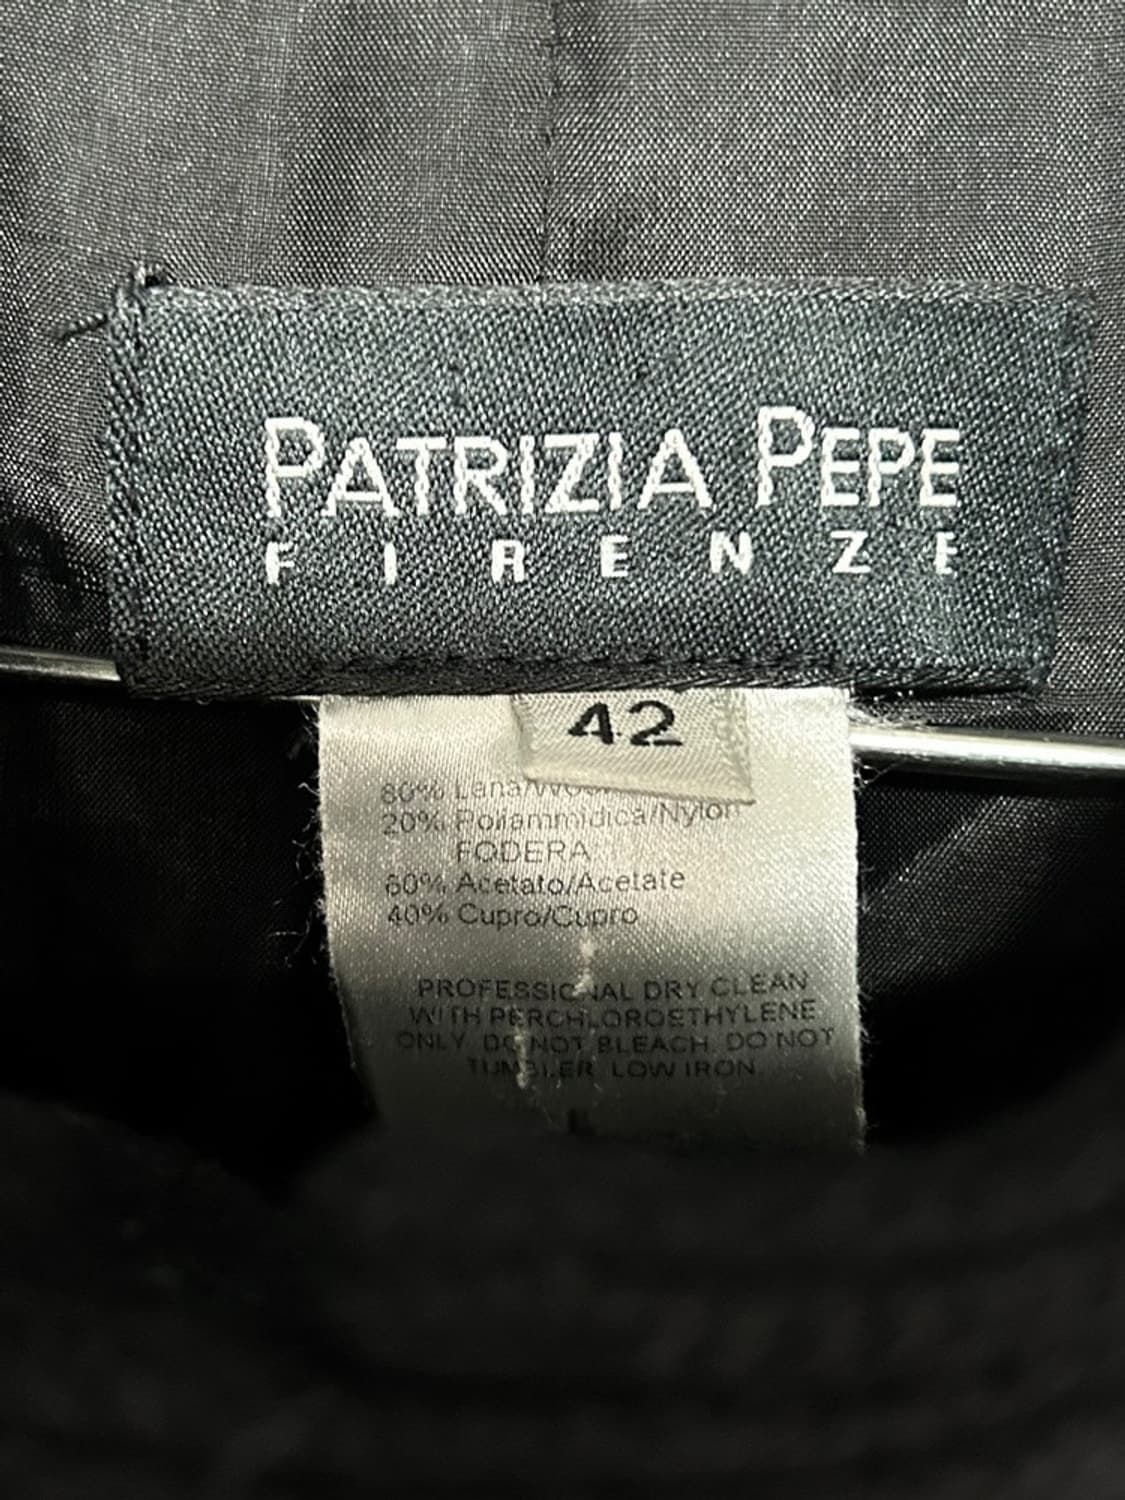 PATRIZIA PEPE
FIRENZE
42
80% Lana/Wool
20% Poliammidica/Nylon
FODERA
60% Acetato/Acetate
40% Cupro/Cupro
PROFESSIONAL DRY CLEAN
WITH PERCHLOROETHYLENE
ONLY. DO NOT BLEACH. DO NOT
TUMBLER. LOW IRON.